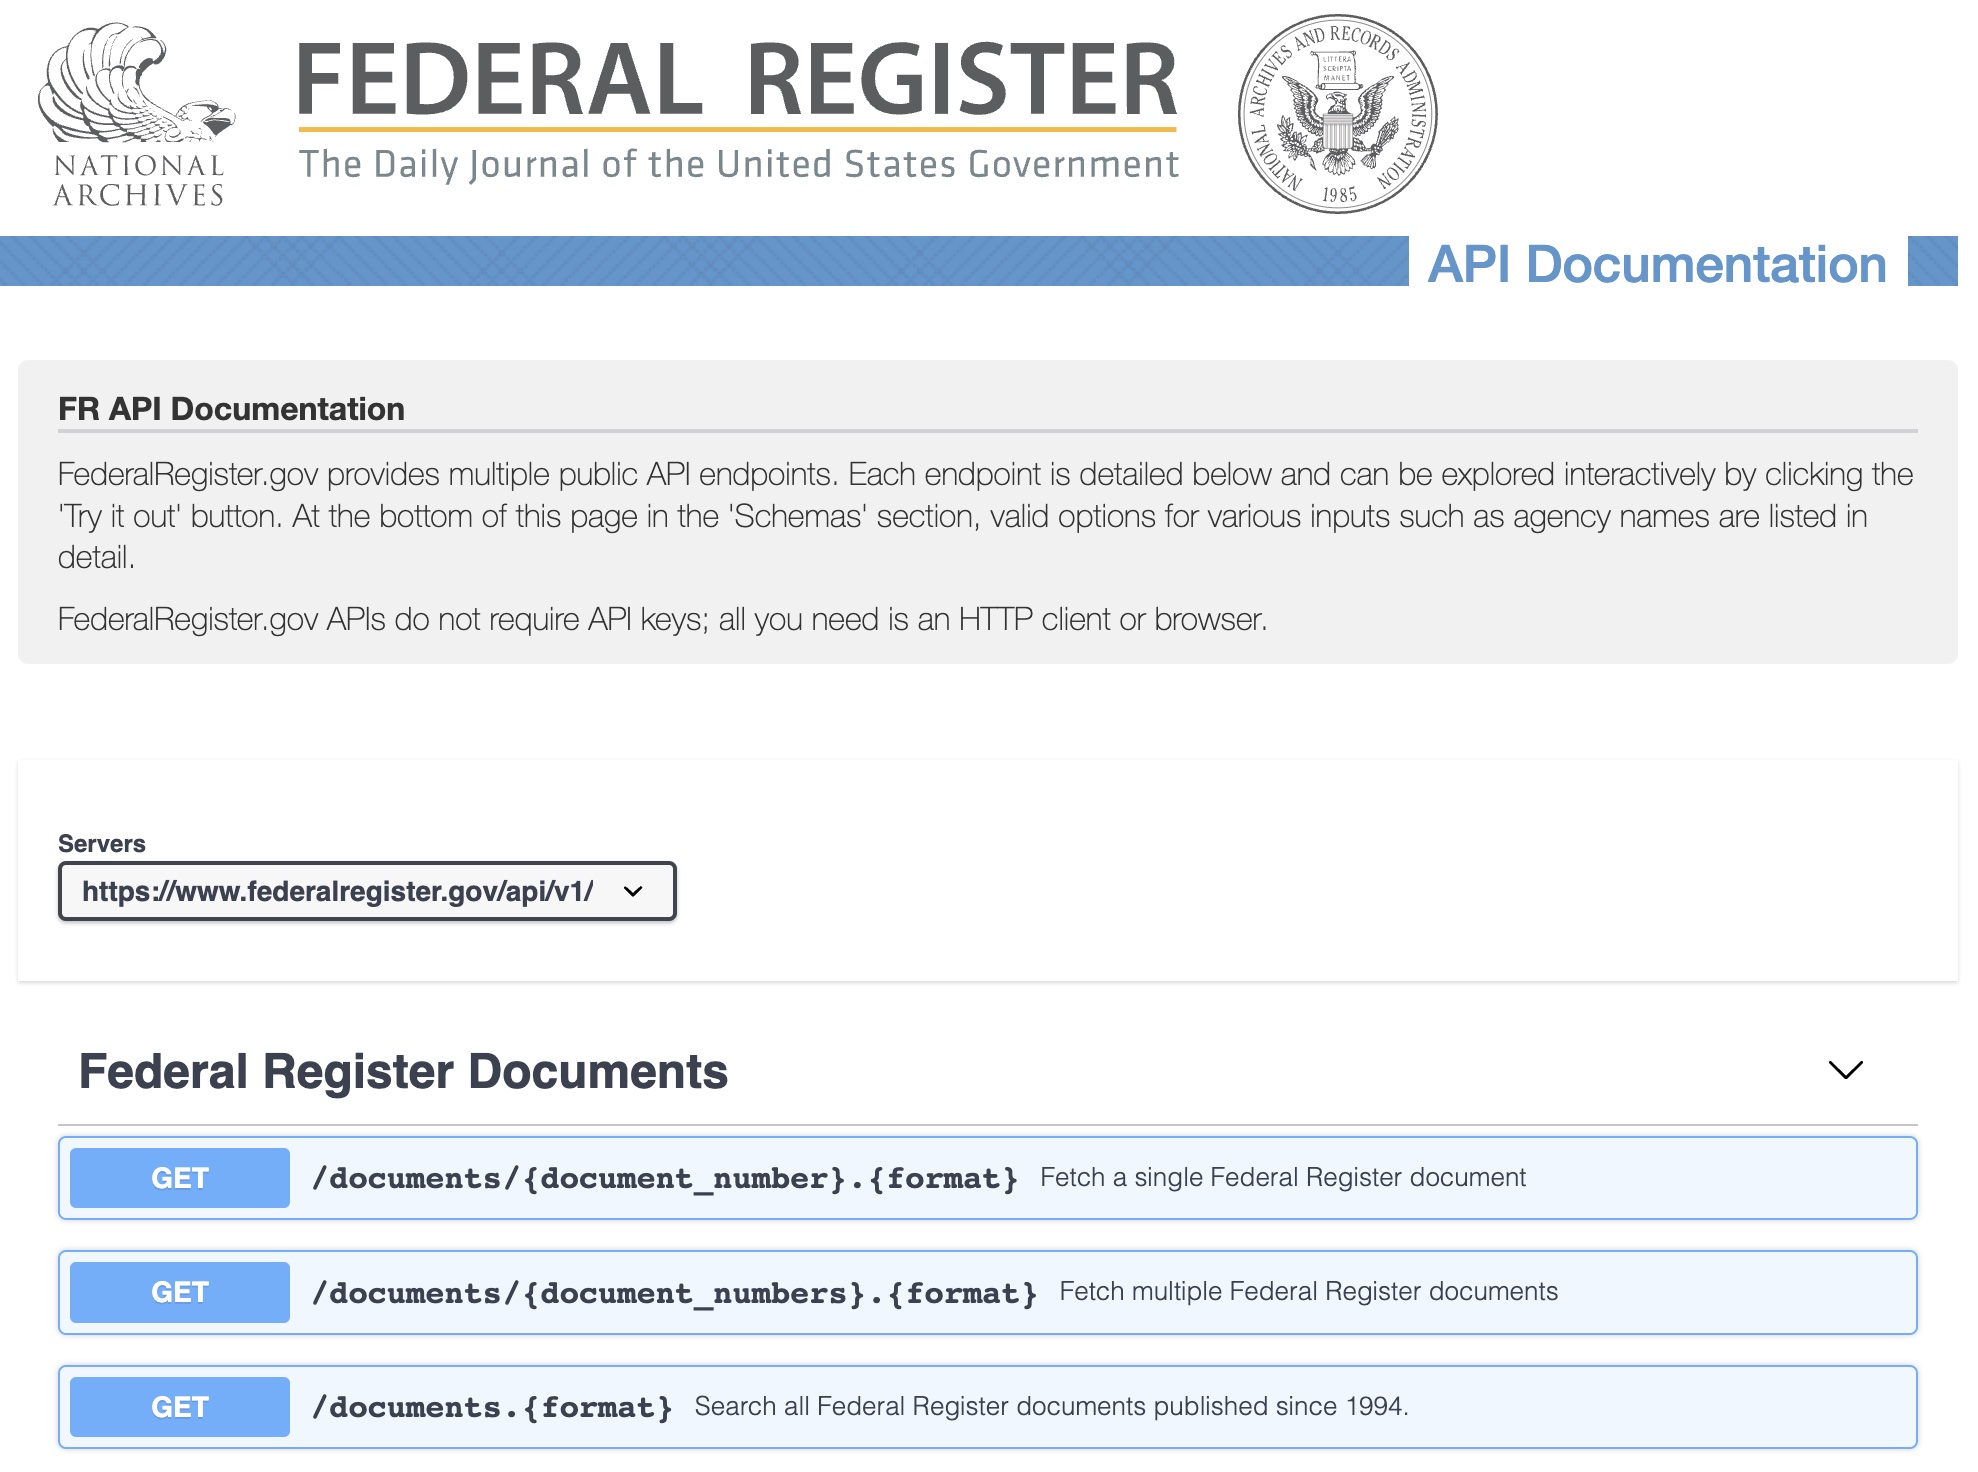 NATIONAL
ARCHIVES
FEDERAL REGISTER
The Daily Journal of the United States Government
NATIONAL ARCHIVES AND RECORDS ADMINISTRATION
LITTERA
SCRIPTA
MANET
1985
API Documentation
FR API Documentation
FederalRegister.gov provides multiple public API endpoints. Each endpoint is detailed below and can be explored interactively by clicking the
'Try it out' button. At the bottom of this page in the 'Schemas' section, valid options for various inputs such as agency names are listed in
detail.
FederalRegister.gov APIs do not require API keys; all you need is an HTTP client or browser.
Servers
https://www.federalregister.gov/api/v1/
Federal Register Documents
GET /documents/{document_number}.{format} Fetch a single Federal Register document
GET /documents/{document_numbers}.{format} Fetch multiple Federal Register documents
GET /documents.{format} Search all Federal Register documents published since 1994.